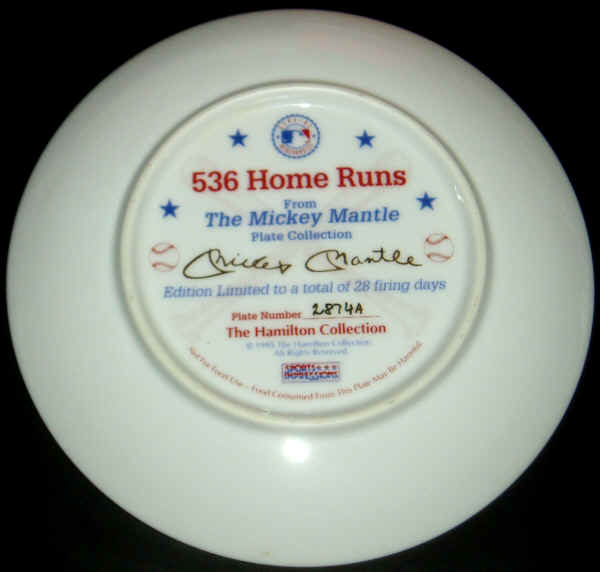 536 Home Runs
From
The Mickey Mantle
Plate Collection
Mickey Mantle
Edition Limited to a total of 28 firing days
Plate Number 2874A
The Hamilton Collection
© 1995 The Hamilton Collection.
All Rights Reserved.
SPORTS IMPRESSIONS
Not For Food Use - Food Consumed From This Plate May Be Harmful.